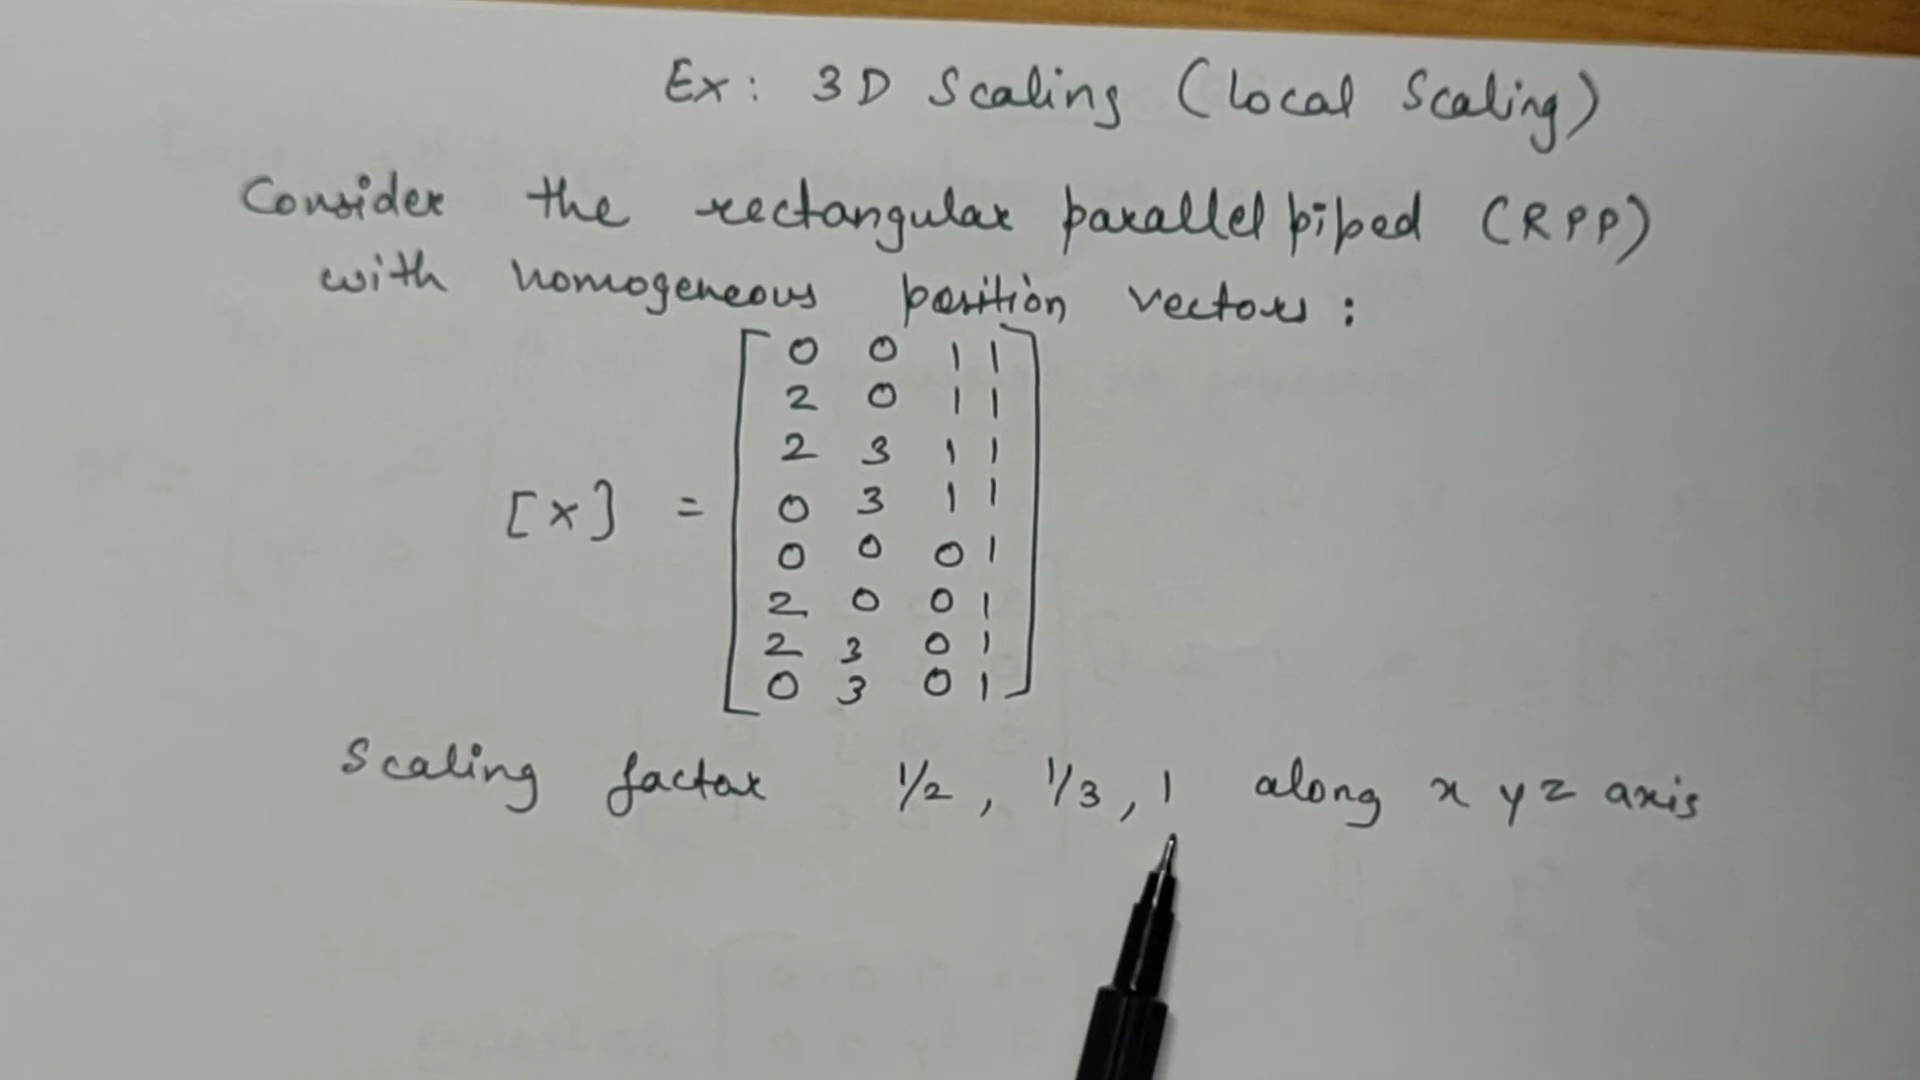 Ex: 3D Scaling (Local Scaling)
Consider the rectangular parallelpiped (RPP)
with homogeneous position vectors:
0 0 1 1
2 0 1 1
2 3 1 1
[x] = 0 3 1 1
0 0 0 1
2 0 0 1
2 3 0 1
0 3 0 1
Scaling factor 1/2, 1/3, 1 along x y z axis